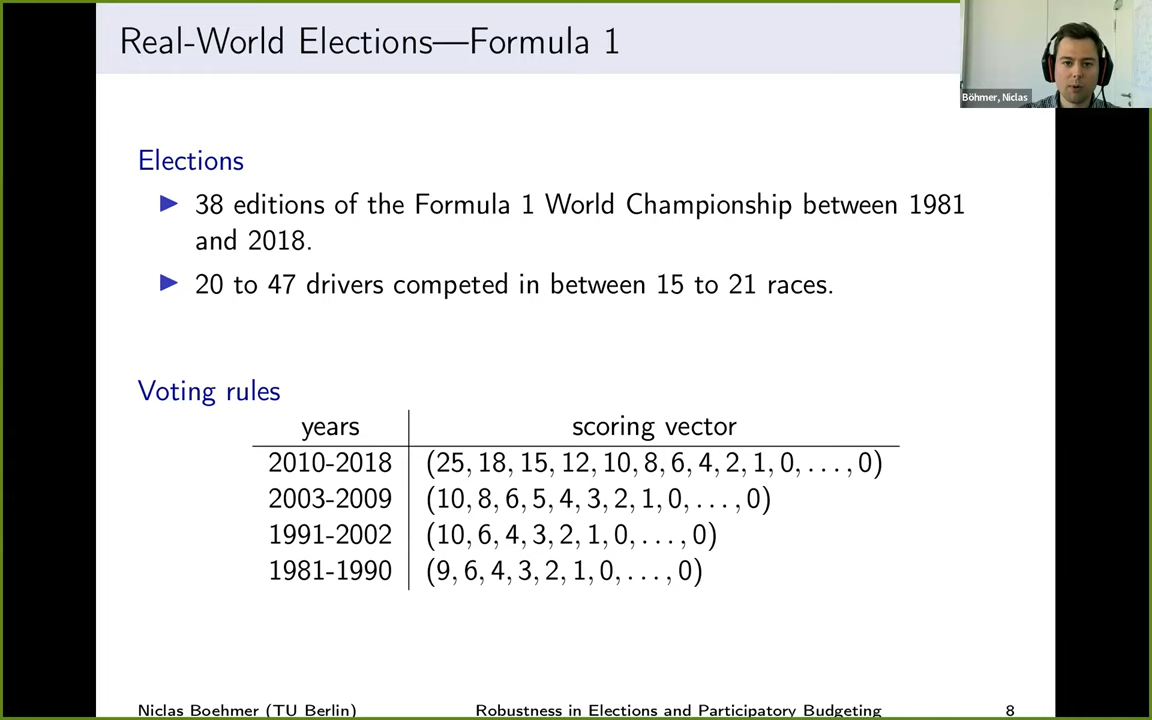 Real-World Elections—Formula 1
Böhmer, Niclas
Elections
▶ 38 editions of the Formula 1 World Championship between 1981
and 2018.
▶ 20 to 47 drivers competed in between 15 to 21 races.
Voting rules
years scoring vector
2010-2018 (25, 18, 15, 12, 10, 8, 6, 4, 2, 1, 0, . . . , 0)
2003-2009 (10, 8, 6, 5, 4, 3, 2, 1, 0, . . . , 0)
1991-2002 (10, 6, 4, 3, 2, 1, 0, . . . , 0)
1981-1990 (9, 6, 4, 3, 2, 1, 0, . . . , 0)
Niclas Boehmer (TU Berlin) Robustness in Elections and Participatory Budgeting 8